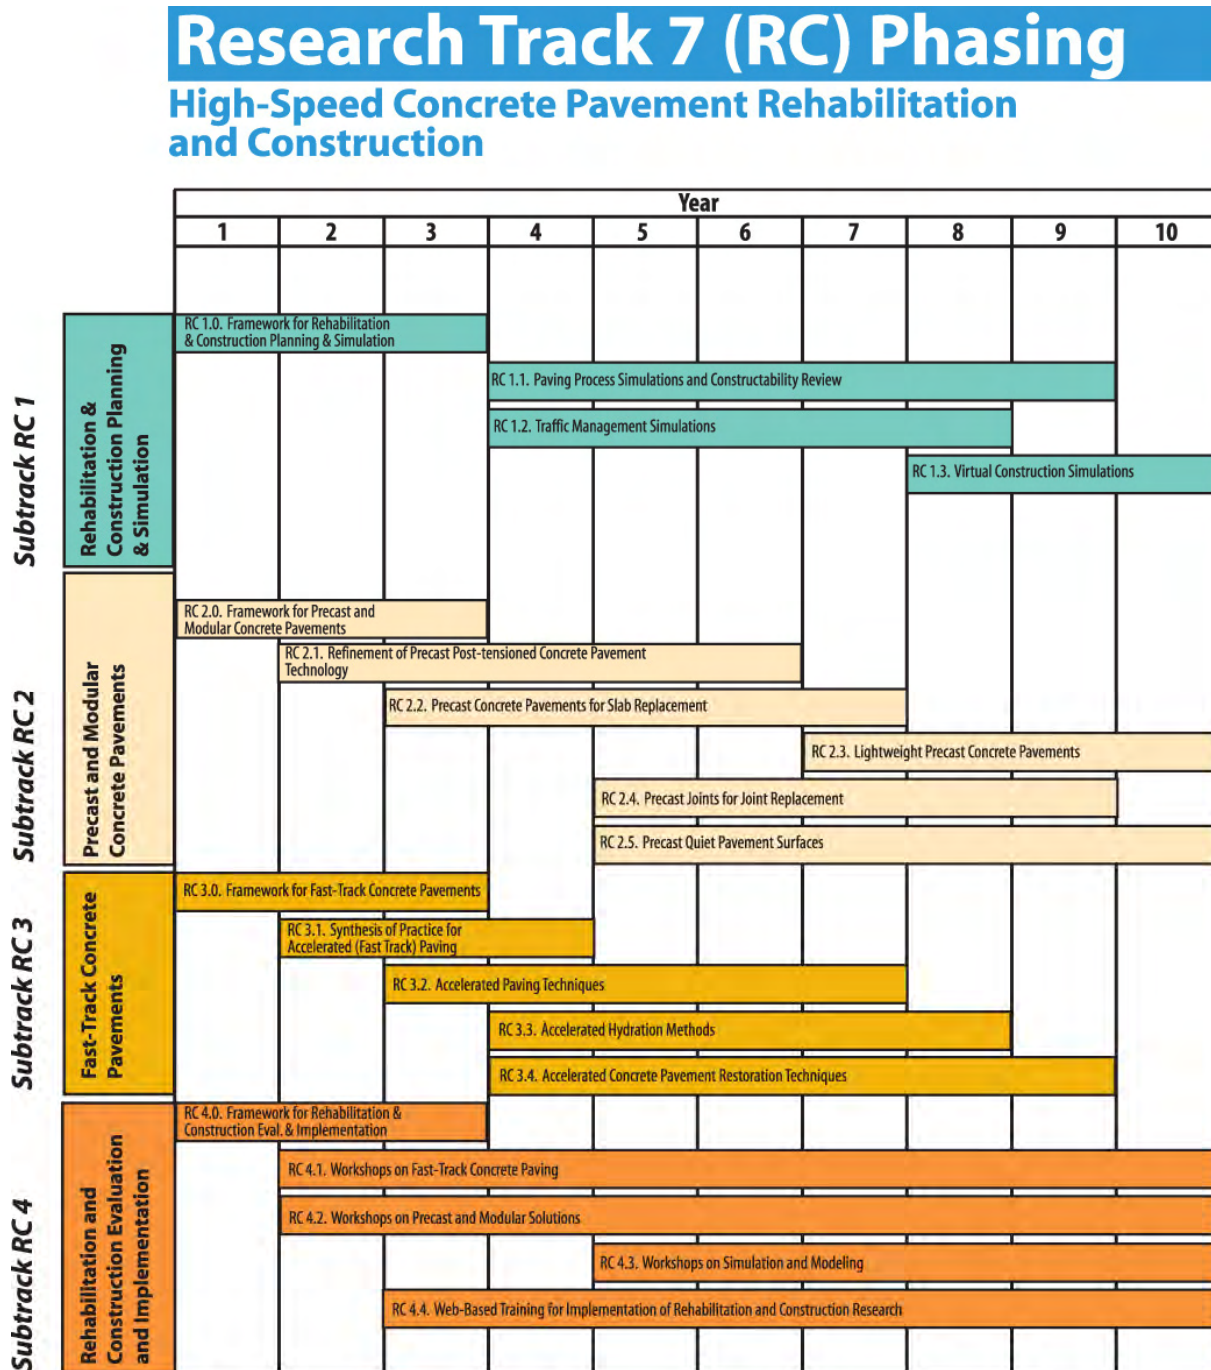 Research Track 7 (RC) Phasing
High-Speed Concrete Pavement Rehabilitation
and Construction
Year
1 2 3 4 5 6 7 8 9 10
Subtrack RC 1
Rehabilitation &
Construction Planning
& Simulation
RC 1.0. Framework for Rehabilitation
& Construction Planning & Simulation
RC 1.1. Paving Process Simulations and Constructability Review
RC 1.2. Traffic Management Simulations
RC 1.3. Virtual Construction Simulations
Subtrack RC 2
Precast and Modular
Concrete Pavements
RC 2.0. Framework for Precast and
Modular Concrete Pavements
RC 2.1. Refinement of Precast Post-tensioned Concrete Pavement
Technology
RC 2.2. Precast Concrete Pavements for Slab Replacement
RC 2.3. Lightweight Precast Concrete Pavements
RC 2.4. Precast Joints for Joint Replacement
RC 2.5. Precast Quiet Pavement Surfaces
Subtrack RC 3
Fast-Track Concrete
Pavements
RC 3.0. Framework for Fast-Track Concrete Pavements
RC 3.1. Synthesis of Practice for
Accelerated (Fast Track) Paving
RC 3.2. Accelerated Paving Techniques
RC 3.3. Accelerated Hydration Methods
RC 3.4. Accelerated Concrete Pavement Restoration Techniques
Subtrack RC 4
Rehabilitation and
Construction Evaluation
and Implementation
RC 4.0. Framework for Rehabilitation &
Construction Eval. & Implementation
RC 4.1. Workshops on Fast-Track Concrete Paving
RC 4.2. Workshops on Precast and Modular Solutions
RC 4.3. Workshops on Simulation and Modeling
RC 4.4. Web-Based Training for Implementation of Rehabilitation and Construction Research